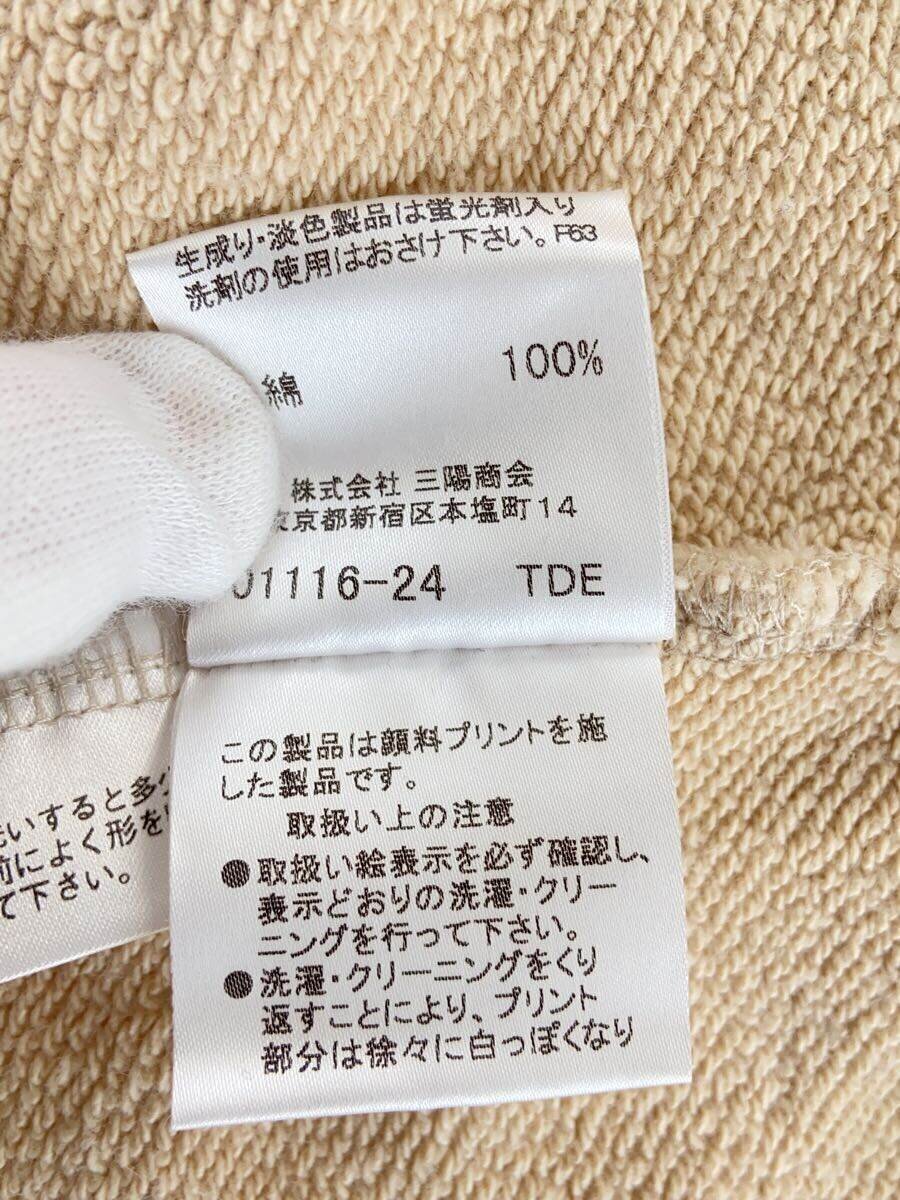 生成り・淡色製品は蛍光剤入り
洗剤の使用はおさけ下さい。F63
綿 100%
株式会社 三陽商会
京都新宿区本塩町14
01116-24 TDE
この製品は顔料プリントを施
した製品です。
取扱い上の注意
●取扱い絵表示を必ず確認し、
表示どおりの洗濯・クリー
ニングを行って下さい。
●洗濯・クリーニングをくり
返すことにより、プリント
部分は徐々に白っぽくなり
いすると多
前によく形を
て下さい。